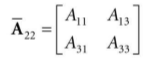 Ā₂₂ = [ A₁₁ A₁₃
A₃₁ A₃₃ ]